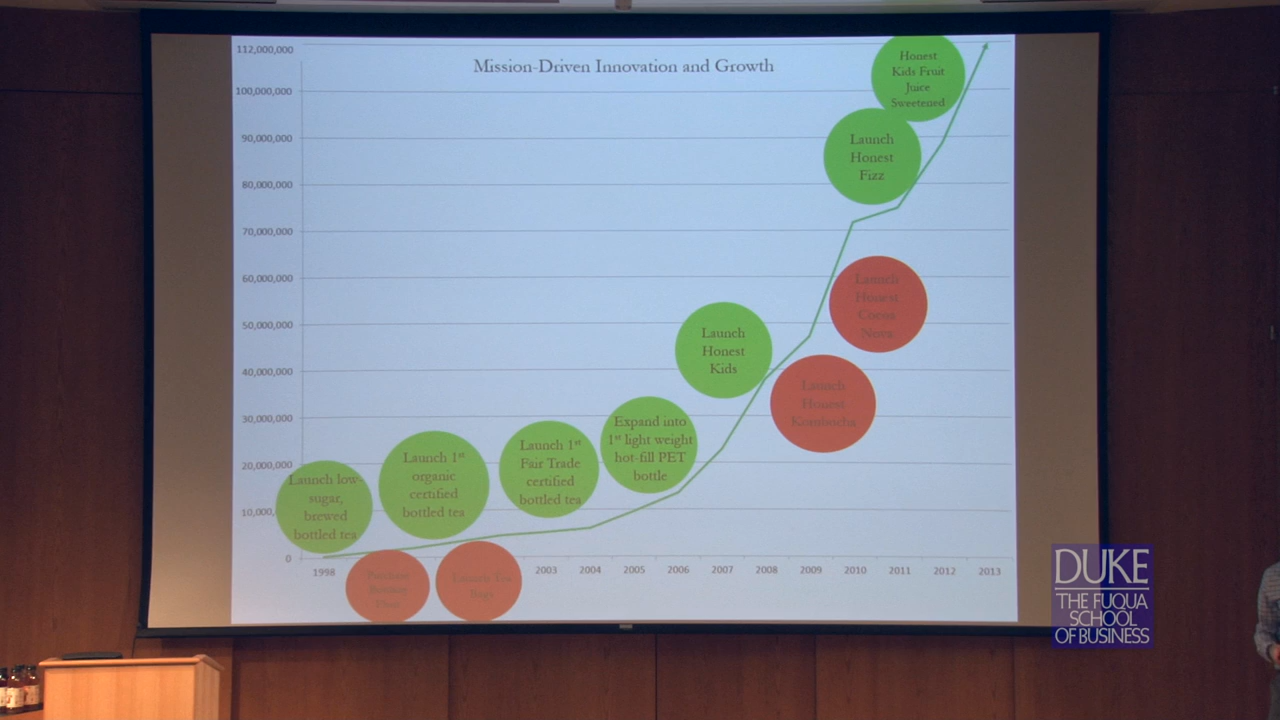 Mission-Driven Innovation and Growth
112,000,000
100,000,000
90,000,000
80,000,000
70,000,000
60,000,000
50,000,000
40,000,000
30,000,000
20,000,000
10,000,
0
Launch low-
sugar,
brewed
bottled tea
Launch 1st
organic
certified
bottled tea
Launch 1st
Fair Trade
certified
bottled tea
Expand into
1st light weight
hot-fill PET
bottle
Launch
Honest
Kids
Launch
Honest
Fizz
Honest
Kids Fruit
Juice
Sweetened
Launch
Honest
Kombucha
Launch
Honest
Cocoa
Nova
Launch Tea
Bags
1998
2003
2004
2005
2006
2007
2008
2009
2010
2011
2012
2013
DUKE
THE FUQUA
SCHOOL
OF BUSINESS